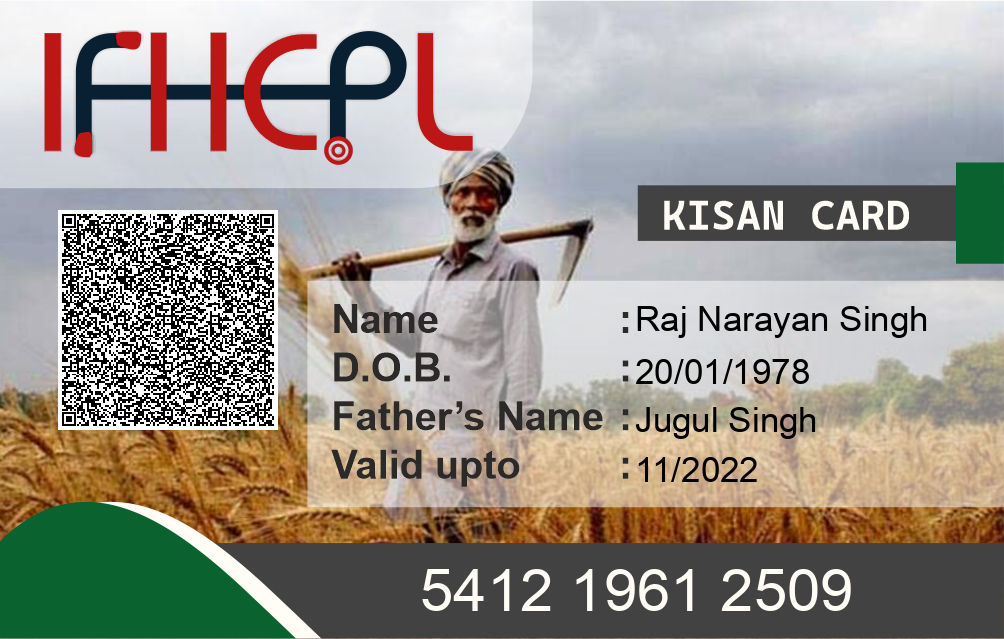 IFHEPL
KISAN CARD
Name : Raj Narayan Singh
D.O.B. : 20/01/1978
Father’s Name : Jugul Singh
Valid upto : 11/2022
5412 1961 2509